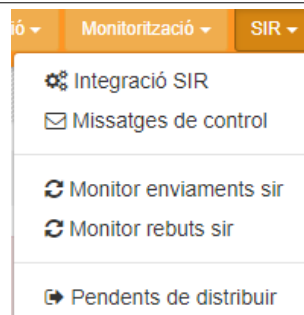 ió Monitorització SIR
Integració SIR
Missatges de control
Monitor enviaments sir
Monitor rebuts sir
Pendents de distribuir